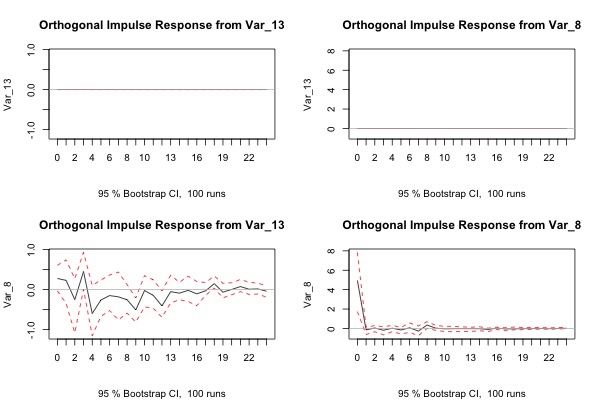 Orthogonal Impulse Response from Var_13
Var_13
1.0
0.0
-1.0
0 2 4 6 8 10 13 16 19 22
95 % Bootstrap CI, 100 runs
Orthogonal Impulse Response from Var_8
Var_13
8
6
4
2
0
0 2 4 6 8 10 13 16 19 22
95 % Bootstrap CI, 100 runs
Orthogonal Impulse Response from Var_13
Var_8
1.0
0.0
-1.0
0 2 4 6 8 10 13 16 19 22
95 % Bootstrap CI, 100 runs
Orthogonal Impulse Response from Var_8
Var_8
8
6
4
2
0
0 2 4 6 8 10 13 16 19 22
95 % Bootstrap CI, 100 runs